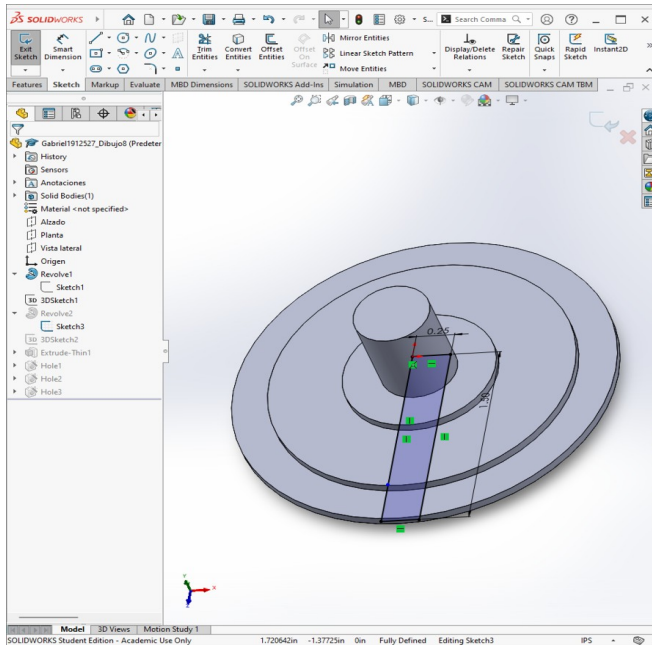 SOLIDWORKS
S...
Search Comma
Exit Sketch
Smart Dimension
Trim Entities
Convert Entities
Offset Entities
Offset On Surface
Mirror Entities
Linear Sketch Pattern
Move Entities
Display/Delete Relations
Repair Sketch
Quick Snaps
Rapid Sketch
Instant2D
Features Sketch Markup Evaluate MBD Dimensions SOLIDWORKS Add-Ins Simulation MBD SOLIDWORKS CAM SOLIDWORKS CAM TBM
Gabriel1912527_Dibujo8 (Predeter
History
Sensors
Anotaciones
Solid Bodies(1)
Material <not specified>
Alzado
Planta
Vista lateral
Origen
Revolve1
Sketch1
3D 3DSketch1
Revolve2
Sketch3
3D 3DSketch2
Extrude-Thin1
Hole1
Hole2
Hole3
0.25
1.50
Y
X
Z
Model 3D Views Motion Study 1
SOLIDWORKS Student Edition - Academic Use Only 1.720642in -1.37725in 0in Fully Defined Editing Sketch3 IPS